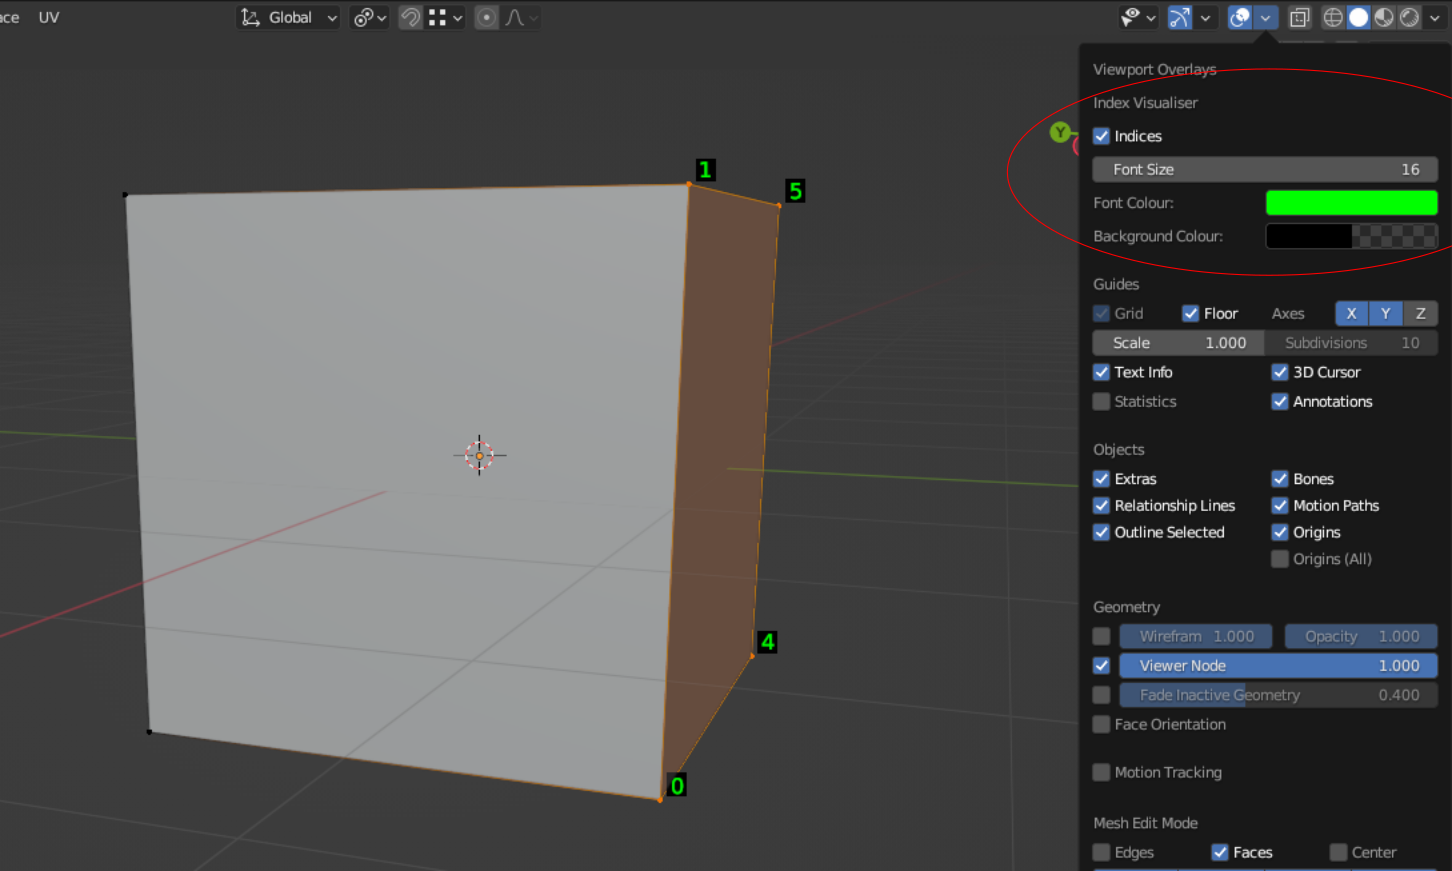 ace UV Global
Viewport Overlays
Index Visualiser
Y
Indices
Font Size 16
Font Colour:
Background Colour:
1
5
4
0
Guides
Grid Floor Axes X Y Z
Scale 1.000 Subdivisions 10
Text Info 3D Cursor
Statistics Annotations
Objects
Extras Bones
Relationship Lines Motion Paths
Outline Selected Origins
Origins (All)
Geometry
Wirefram 1.000 Opacity 1.000
Viewer Node 1.000
Fade Inactive Geometry 0.400
Face Orientation
Motion Tracking
Mesh Edit Mode
Edges Faces Center